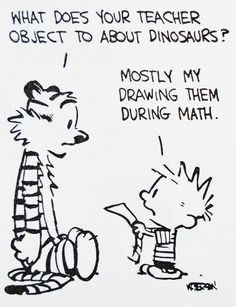 WHAT DOES YOUR TEACHER
OBJECT TO ABOUT DINOSAURS?
MOSTLY MY
DRAWING THEM
DURING MATH.